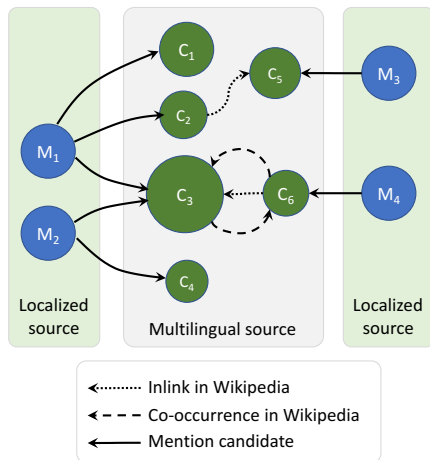 C1
C5
M3
C2
M1
C3
C6
M4
M2
C4
Localized
source
Multilingual source
Localized
source
Inlink in Wikipedia
Co-occurrence in Wikipedia
Mention candidate